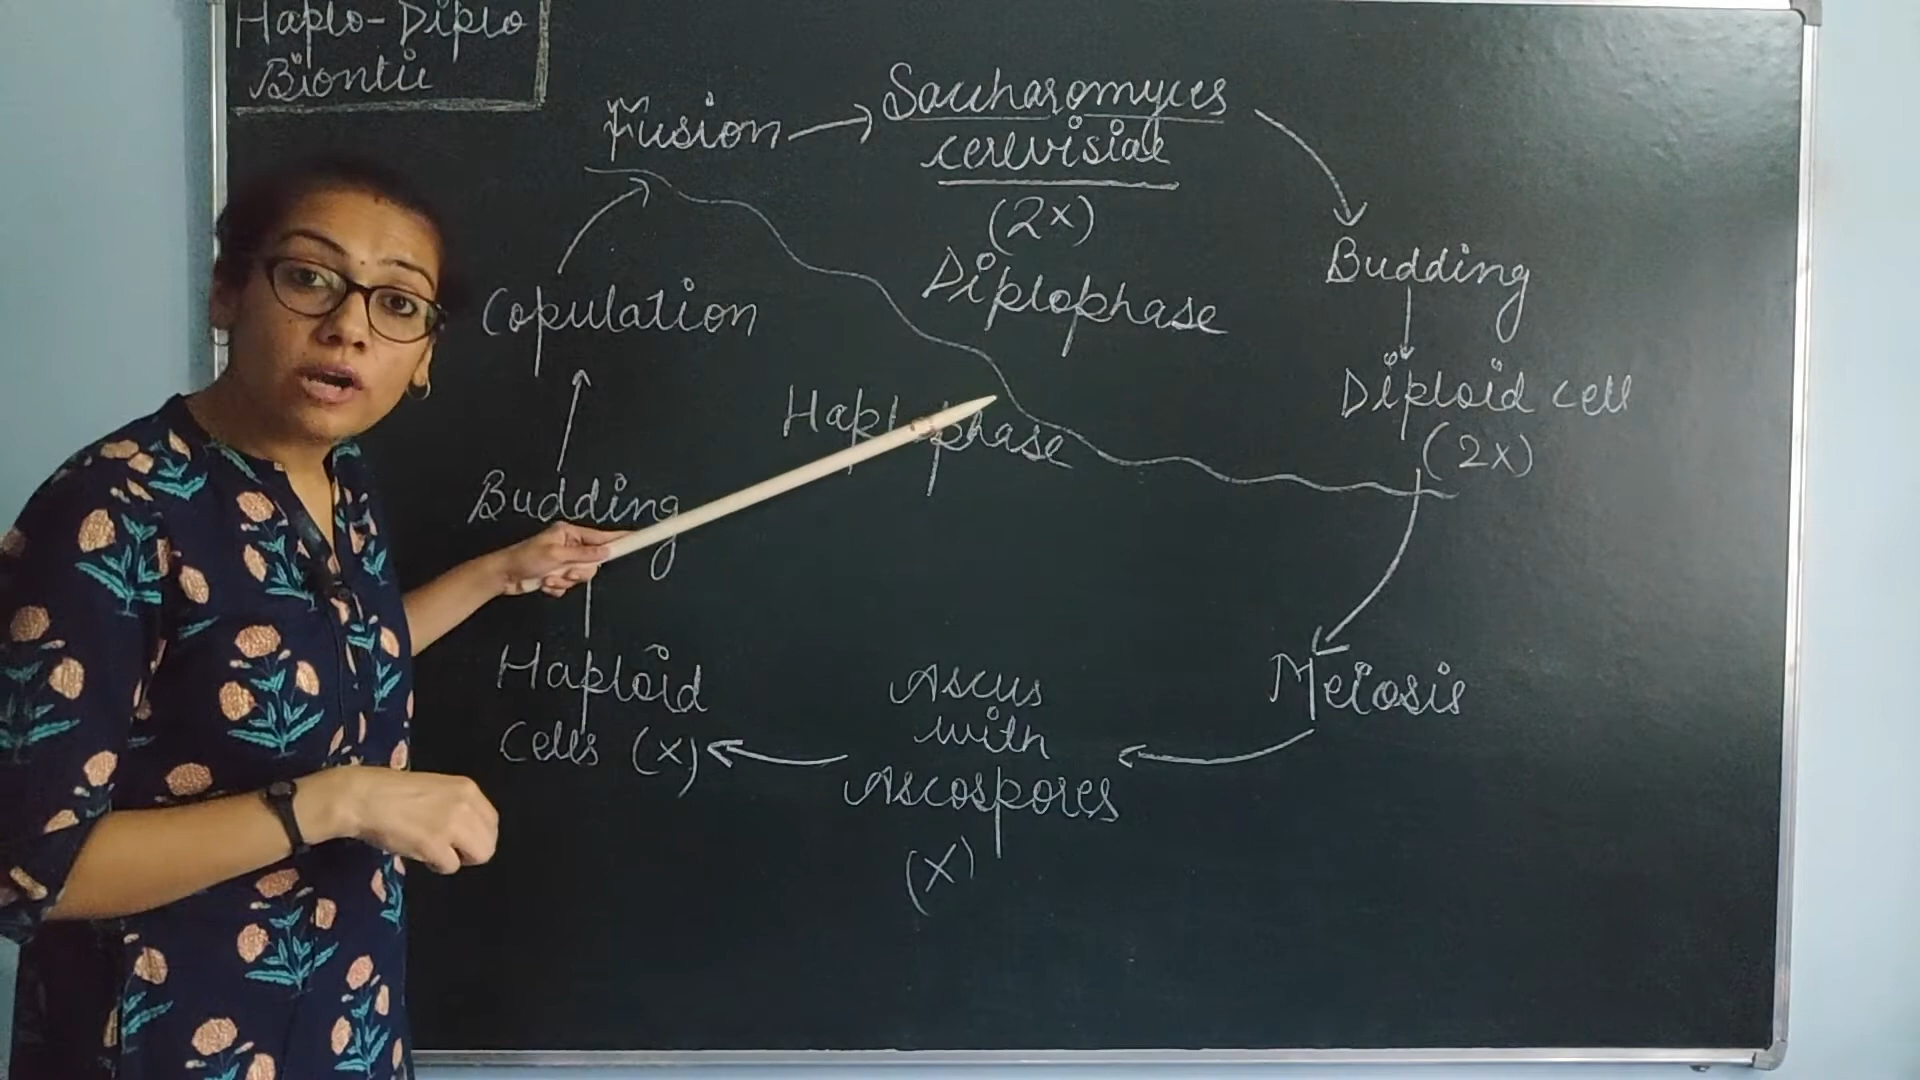 Haplo-Diplo
Biontic
Fusion
Saccharomyces
cerevisiae
(2x)
Diplophase
Budding
Diploid cell
(2x)
Meiosis
Ascus
with
Ascospores
(x)
Haploid
Cells (x)
Budding
Copulation
Haplophase